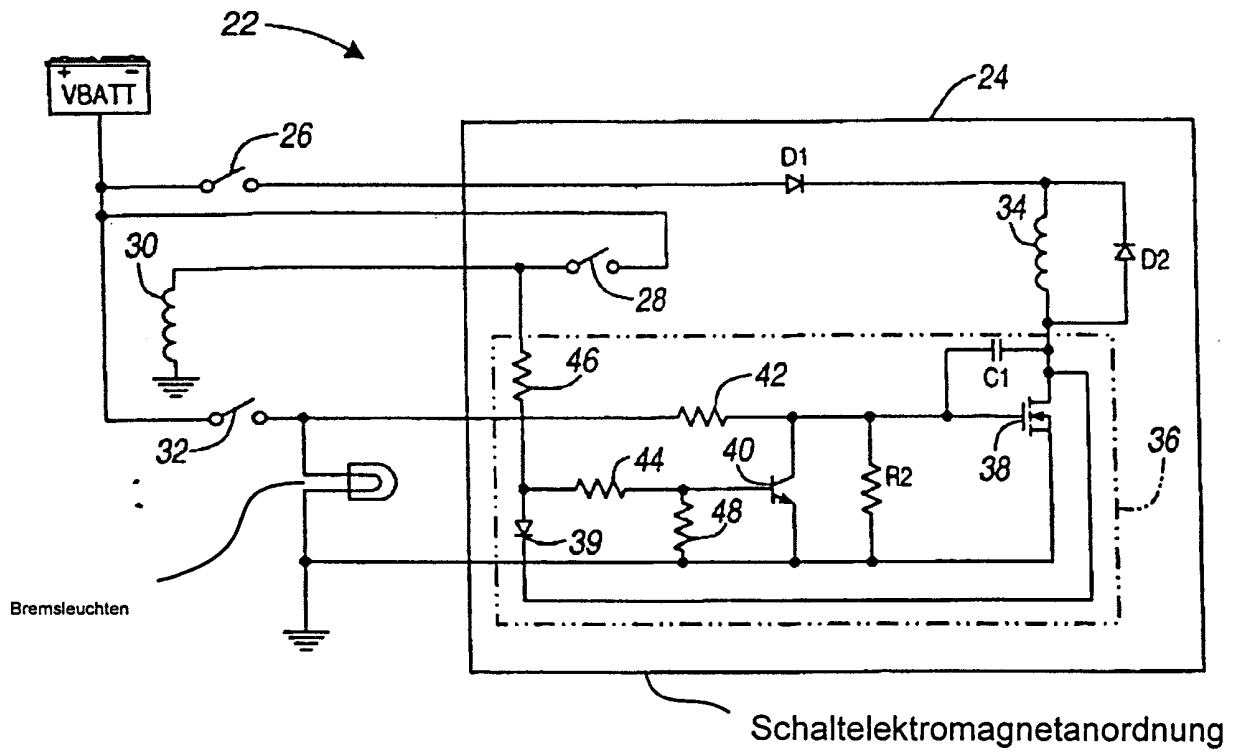 22
+ -
VBATT
24
26
D1
34
D2
30
28
46
42
C1
32
44
40
R2
38
36
48
39
Bremsleuchten
Schaltelektromagnetanordnung